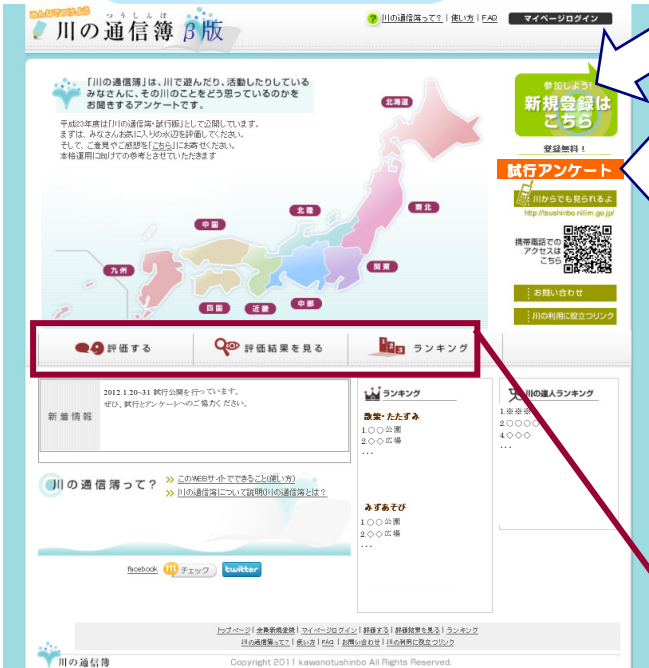 みんなでつける
つうしんぼ
川の通信簿 β版
川の通信簿って? | 使い方 | FAQ
マイページログイン
「川の通信簿」は、川で遊んだり、活動したりしている
みなさんに、その川のことをどう思っているのかを
お聞きするアンケートです。
平成23年度は「川の通信簿・試行版」として公開しています。
まずは、みなさんお気に入りの水辺を評価してください。
そして、ご意見やご感想を「こちら」にお寄せください。
本格運用に向けての参考とさせていただきます
北海道
東北
北陸
中国
関東
九州
四国
近畿
中部
参加しよう!
新規登録は
こちら
登録無料!
試行アンケート
川からでも見られるよ
http://tsushinbo.nilim.go.jp/
携帯電話での
アクセスは
こちら
お問い合わせ
川の利用に役立つリンク
評価する
評価結果を見る
123 ランキング
新着情報
2012.1.20~31 試行公開を行っています。
ぜひ、試行とアンケートへのご協力ください。
ランキング
散策・たたずみ
1.○○公園
2.◇◇広場
...
みずあそび
1.○○公園
2.◇◇広場
...
川の達人ランキング
1.※※※
2.○○○○
4.◇◇◇
...
川の通信簿って?
>> このWEBサイトでできること(使い方)
>> 川の通信簿について説明(川の通信簿とは?
facebook
m チェック
twitter
トップページ | 会員新規登録 | マイページログイン | 評価する | 評価結果を見る | ランキング
川の通信簿って? | 使い方 | FAQ | お問い合わせ | 川の利用に役立つリンク
川の通信簿
Copyright 2011 kawanotushinbo All Rights Reserved.